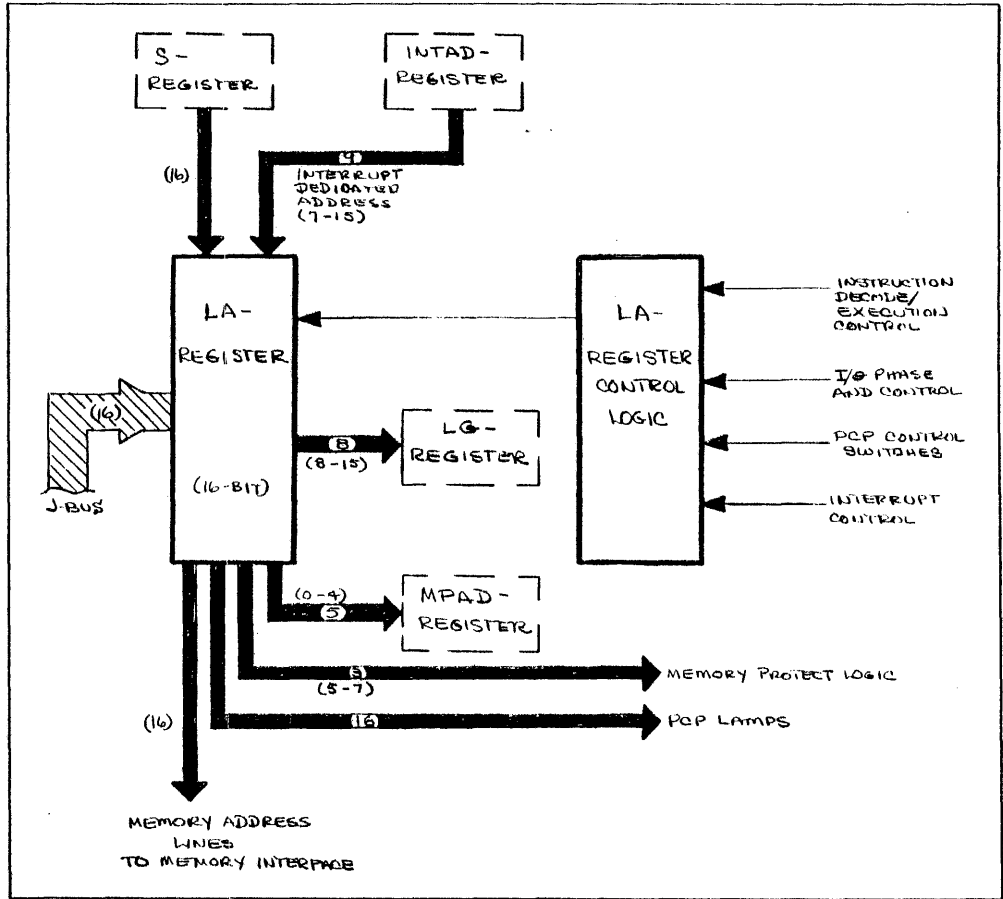 S-
REGISTER
INTAD-
REGISTER
(16)
9
INTERRUPT
DEDICATED
ADDRESS
(7-15)
LA-
REGISTER
(16-BIT)
LA-
REGISTER
CONTROL
LOGIC
INSTRUCTION
DECODE/
EXECUTION
CONTROL
I/O PHASE
AND CONTROL
PCP CONTROL
SWITCHES
INTERRUPT
CONTROL
(16)
J-BUS
8
(8-15)
LG-
REGISTER
(0-4)
5
MPAD-
REGISTER
3
(5-7)
MEMORY PROTECT LOGIC
(16)
16
PCP LAMPS
MEMORY ADDRESS
LINES
TO MEMORY INTERFACE